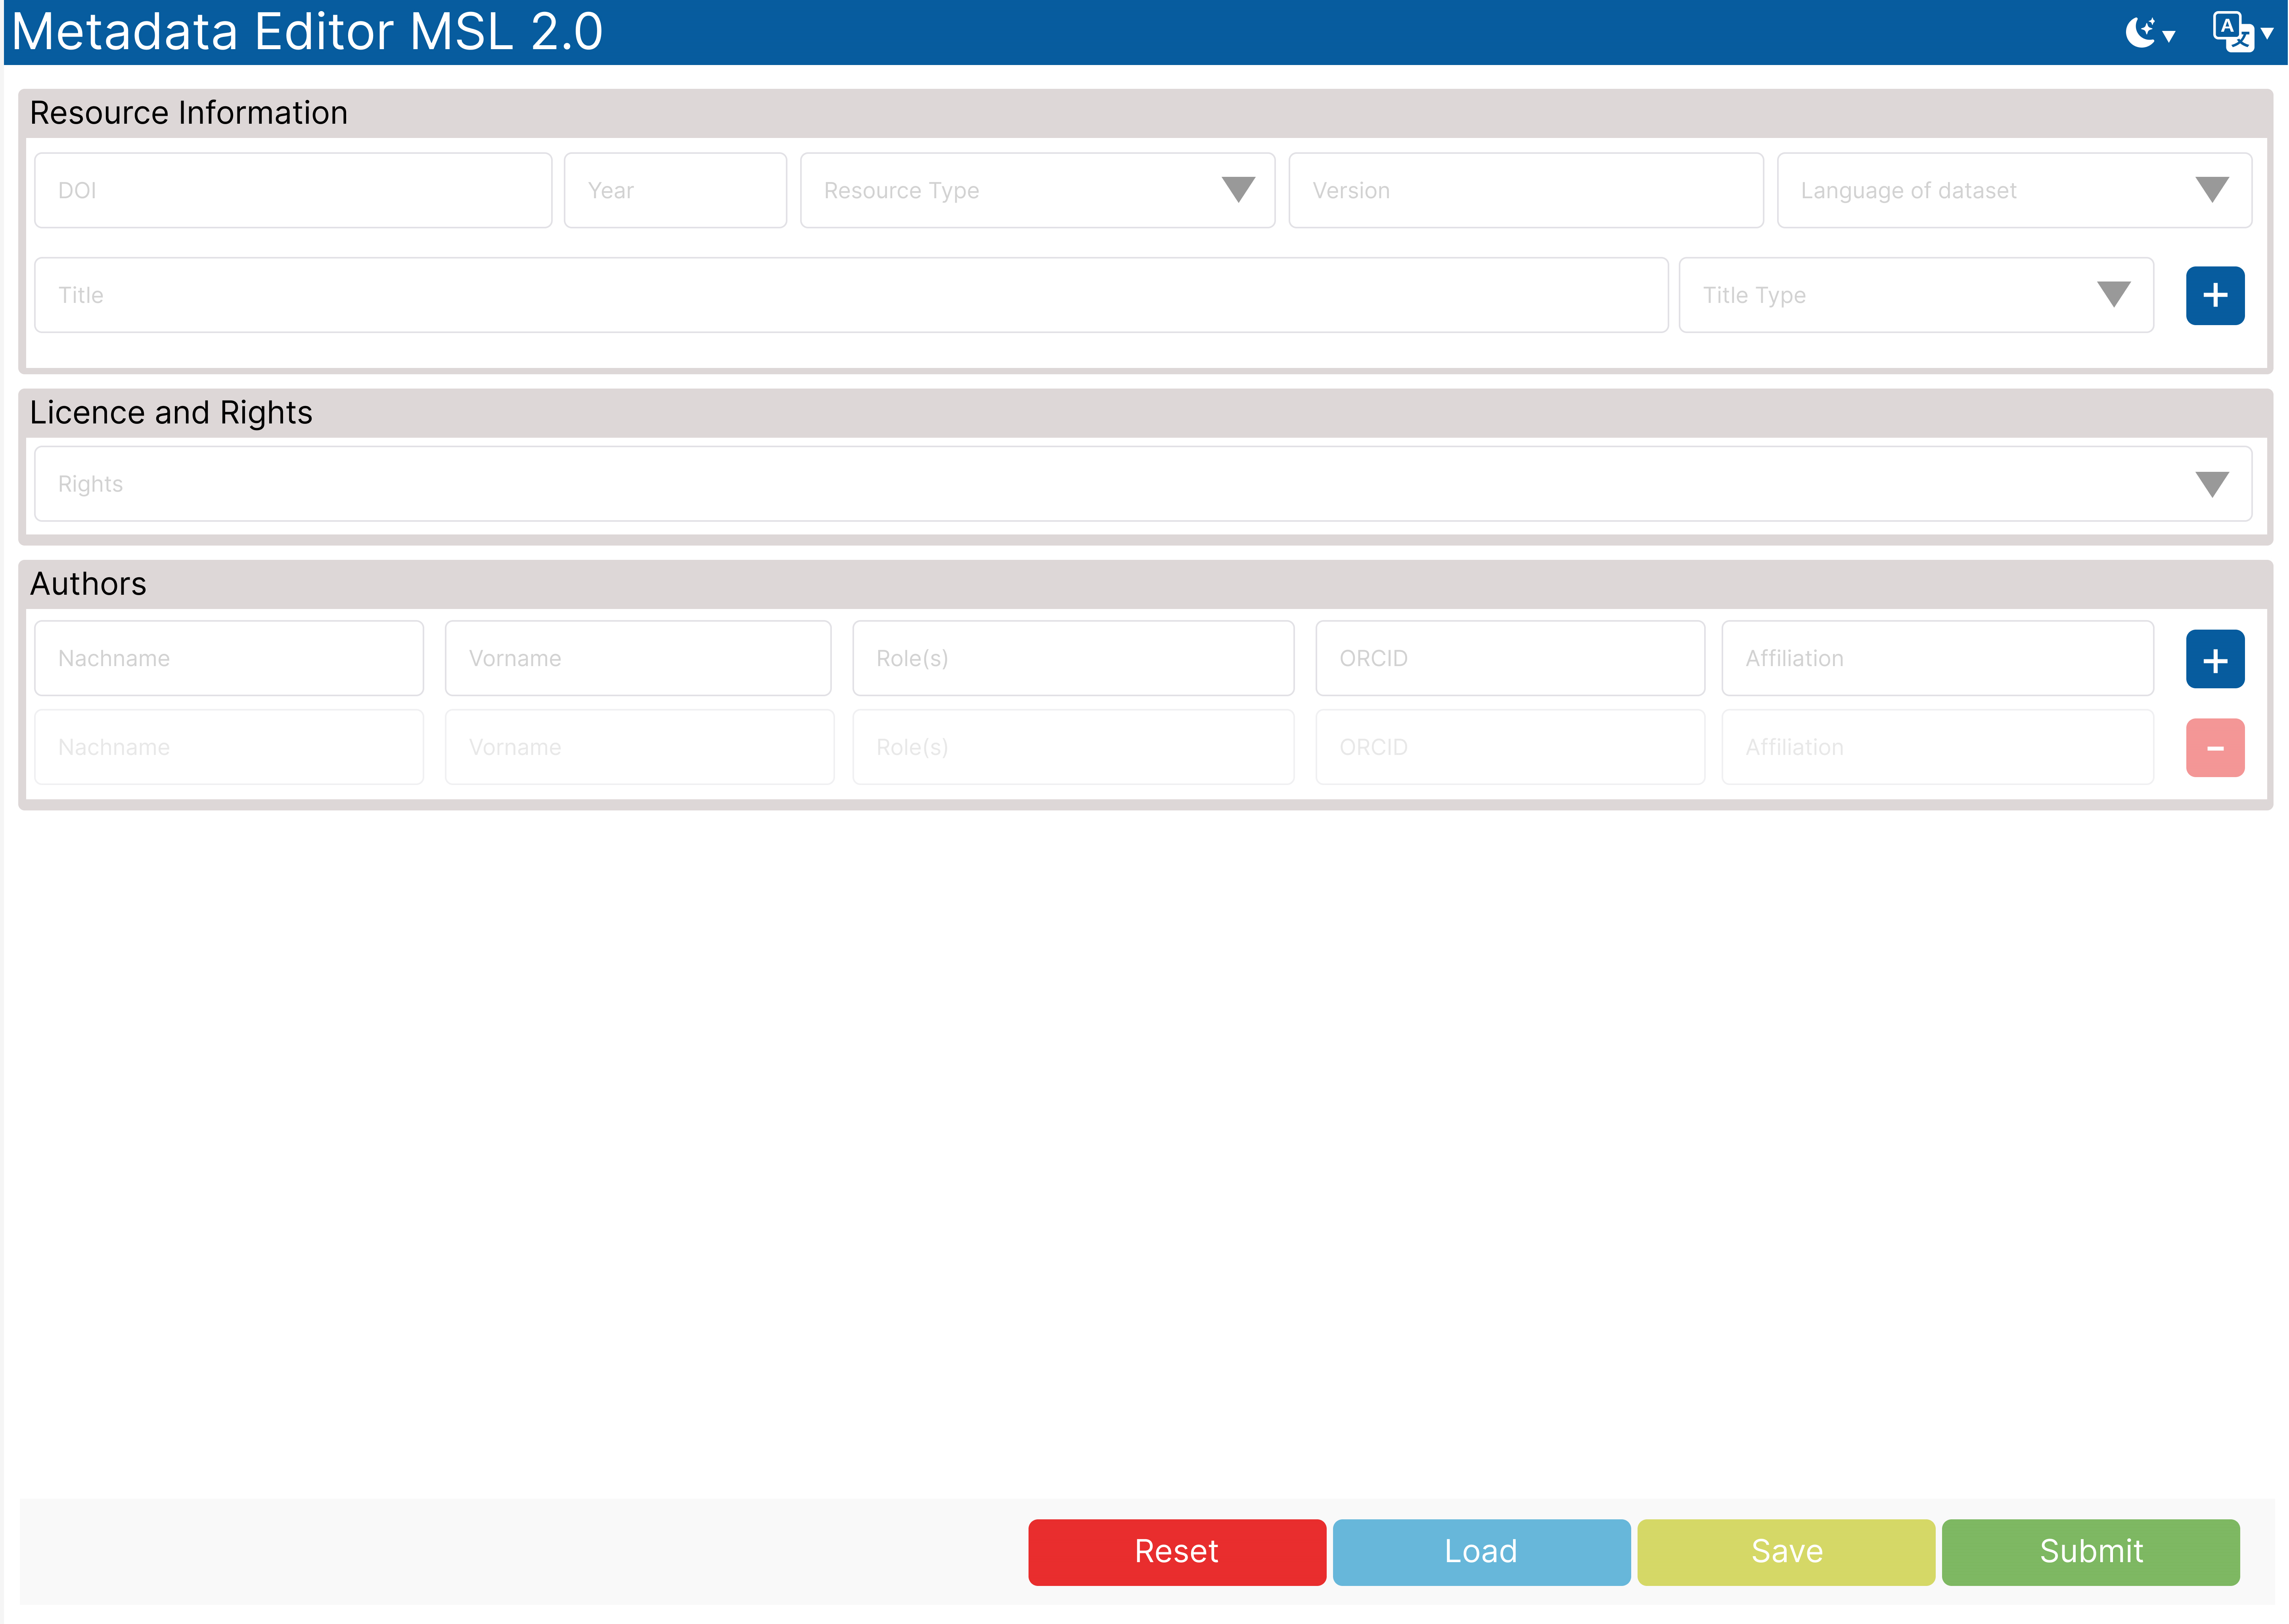 Metadata Editor MSL 2.0
A 文
Resource Information
DOI Year Resource Type Version Language of dataset
Title Title Type +
Licence and Rights
Rights
Authors
Nachname Vorname Role(s) ORCID Affiliation +
Nachname Vorname Role(s) ORCID Affiliation -
Reset Load Save Submit